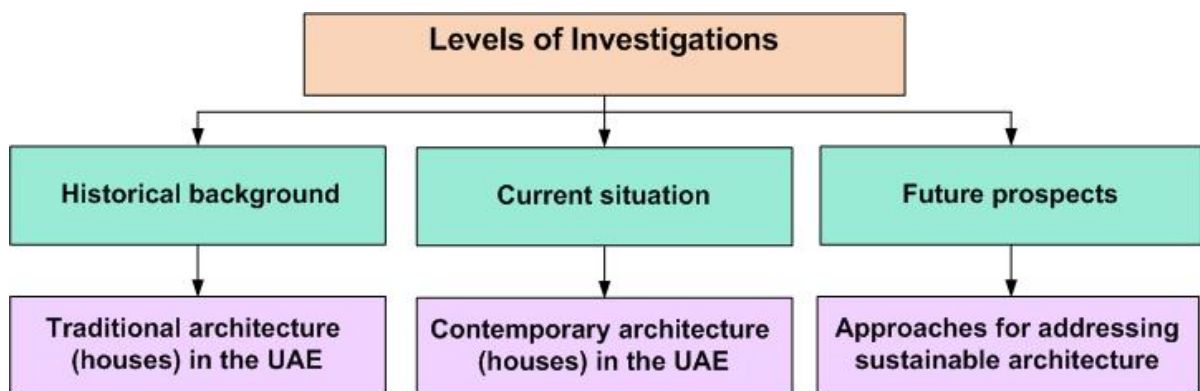 Levels of Investigations
Historical background
Current situation
Future prospects
Traditional architecture
(houses) in the UAE
Contemporary architecture
(houses) in the UAE
Approaches for addressing
sustainable architecture